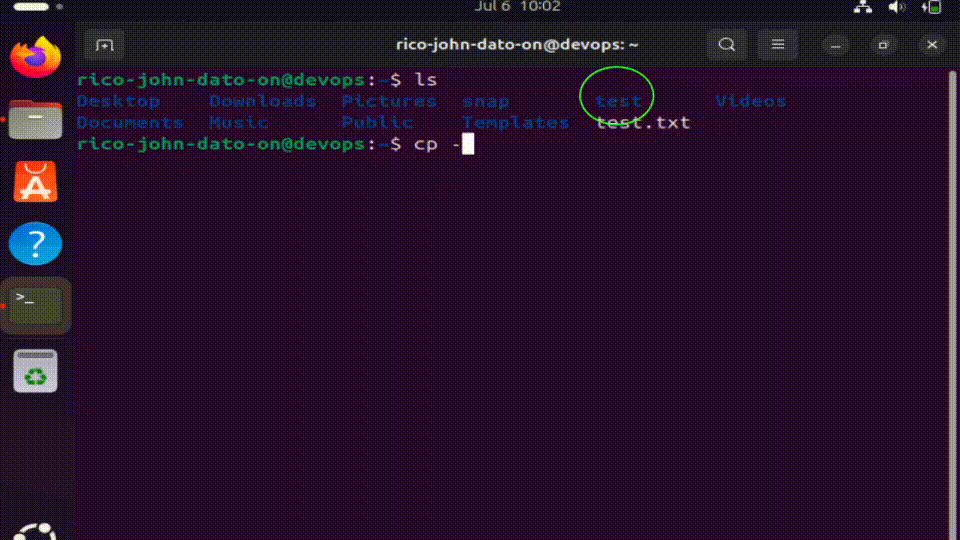 Jul 6 10:02
rico-john-dato-on@devops: ~
rico-john-dato-on@devops:~$ ls
Desktop Downloads Pictures snap test Videos
Documents Music Public Templates test.txt
rico-john-dato-on@devops:~$ cp -
>_